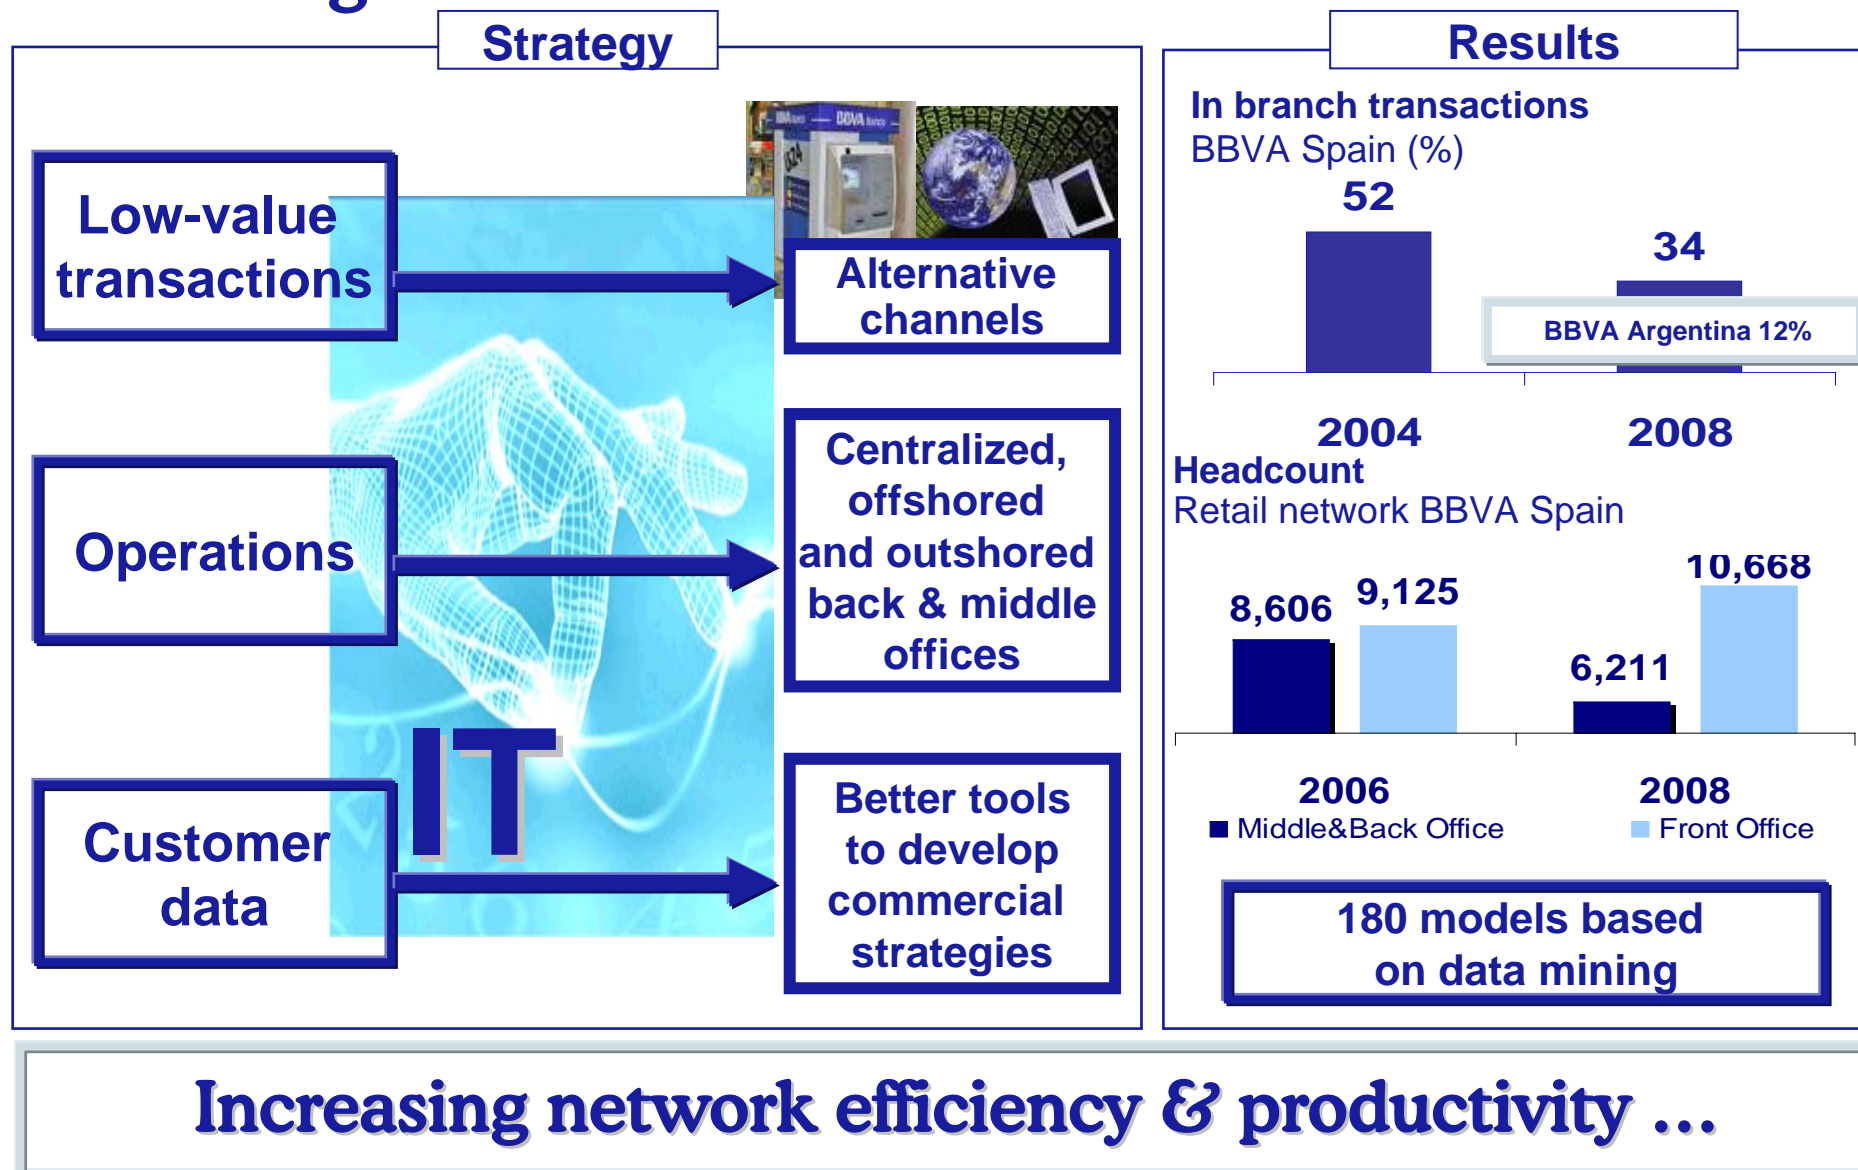 Strategy
Low-value
transactions
BBVA
Alternative
channels
Operations
Centralized,
offshored
and outshored
back & middle
offices
IT
Customer
data
Better tools
to develop
commercial
strategies
Results
In branch transactions
BBVA Spain (%)
52
34
BBVA Argentina 12%
2004 2008
Headcount
Retail network BBVA Spain
8,606 9,125 6,211 10,668
2006 2008
Middle&Back Office Front Office
180 models based
on data mining
Increasing network efficiency & productivity ...